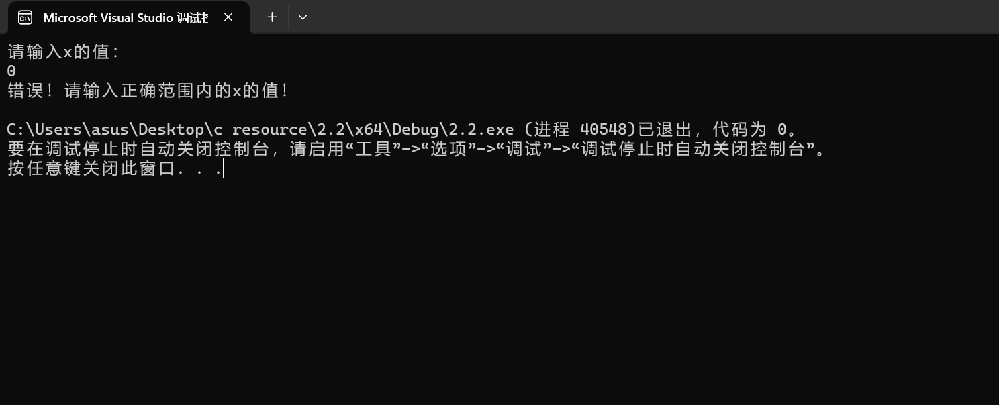 Microsoft Visual Studio 调试
请输入x的值:
0
错误! 请输入正确范围内的x的值!
C:\Users\asus\Desktop\c resource\2.2\x64\Debug\2.2.exe (进程 40548)已退出，代码为 0。
要在调试停止时自动关闭控制台，请启用“工具”->“选项”->“调试”->“调试停止时自动关闭控制台”。
按任意键关闭此窗口. . .